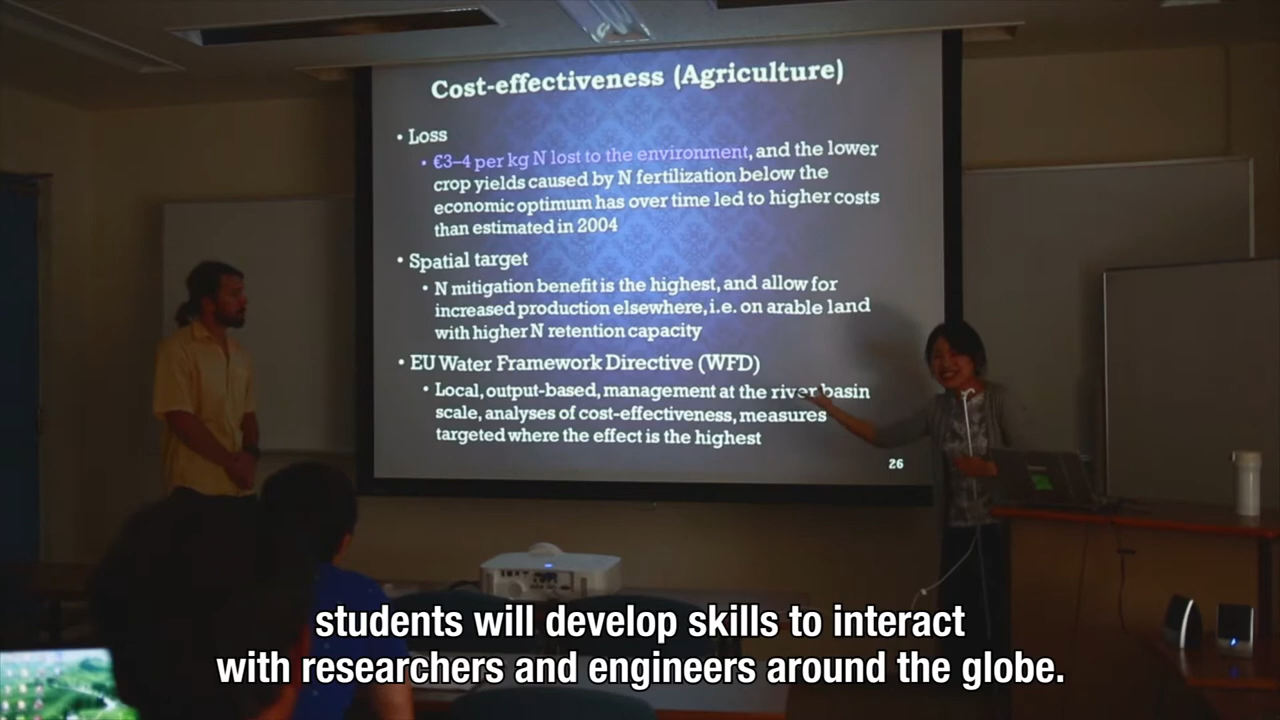 Cost-effectiveness (Agriculture)
• Loss
• €3–4 per kg N lost to the environment, and the lower
crop yields caused by N fertilization below the
economic optimum has over time led to higher costs
than estimated in 2004
• Spatial target
• N mitigation benefit is the highest, and allow for
increased production elsewhere, i.e. on arable land
with higher N retention capacity
• EU Water Framework Directive (WFD)
• Local, output-based, management at the river basin
scale, analyses of cost-effectiveness, measures
targeted where the effect is the highest
26
students will develop skills to interact
with researchers and engineers around the globe.